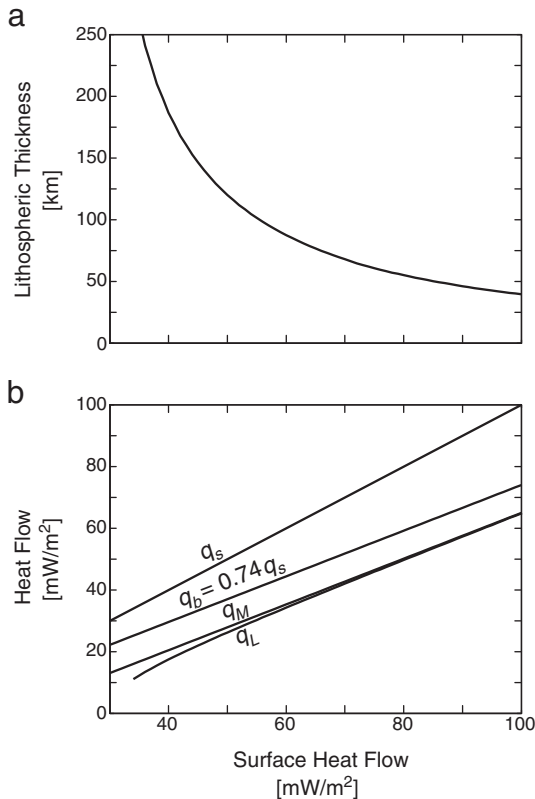 a
Lithospheric Thickness
[km]
250
200
150
100
50
0
b
Heat Flow
[mW/m²]
100
80
60
40
20
0
qs
qb = 0.74 qs
qM
qL
40
60
80
100
Surface Heat Flow
[mW/m²]